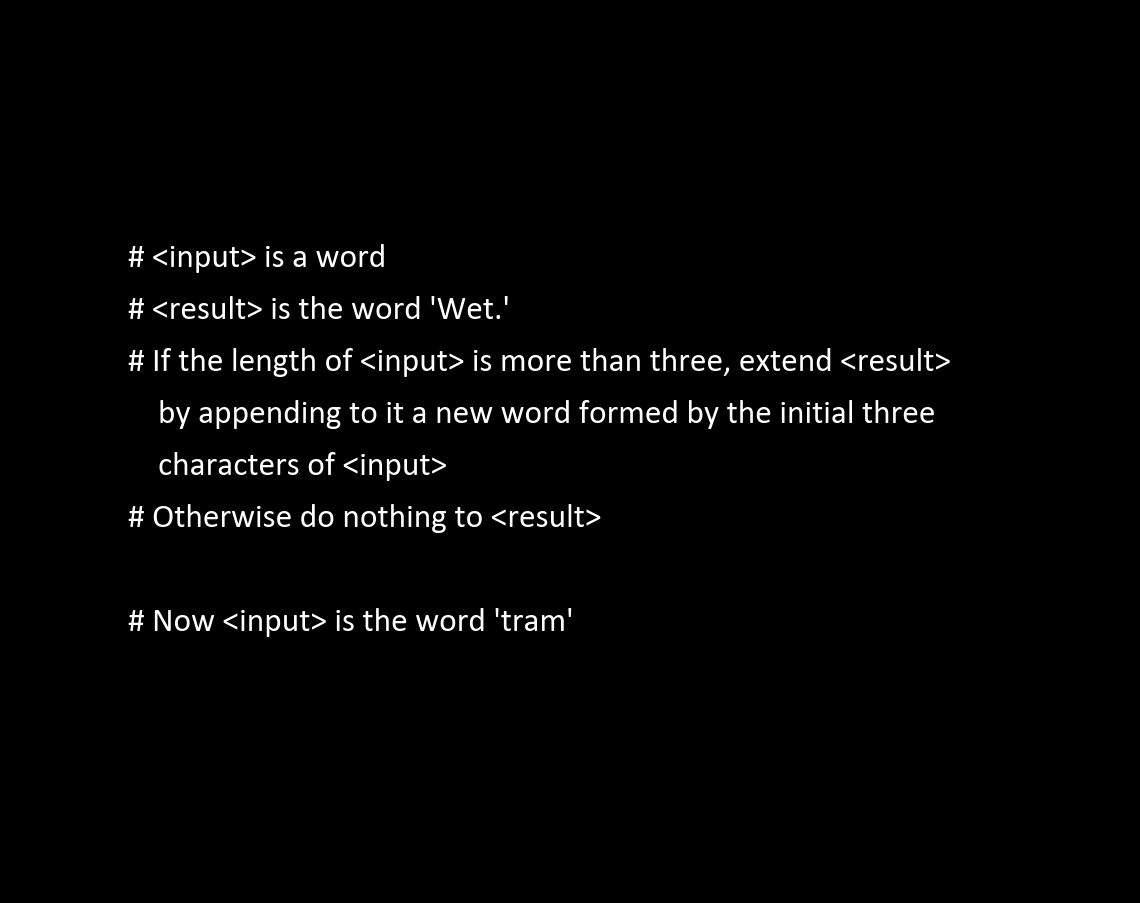 # <input> is a word
# <result> is the word 'Wet.'
# If the length of <input> is more than three, extend <result>
by appending to it a new word formed by the initial three
characters of <input>
# Otherwise do nothing to <result>
# Now <input> is the word 'tram'